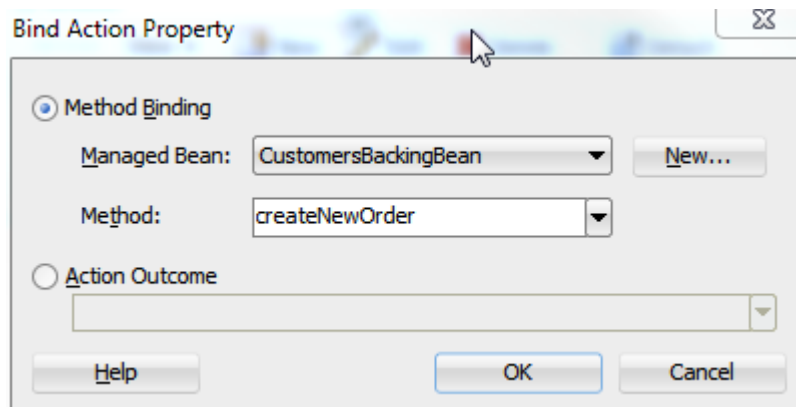 Bind Action Property
Method Binding
Managed Bean: CustomersBackingBean New...
Method: createNewOrder
Action Outcome
Help OK Cancel